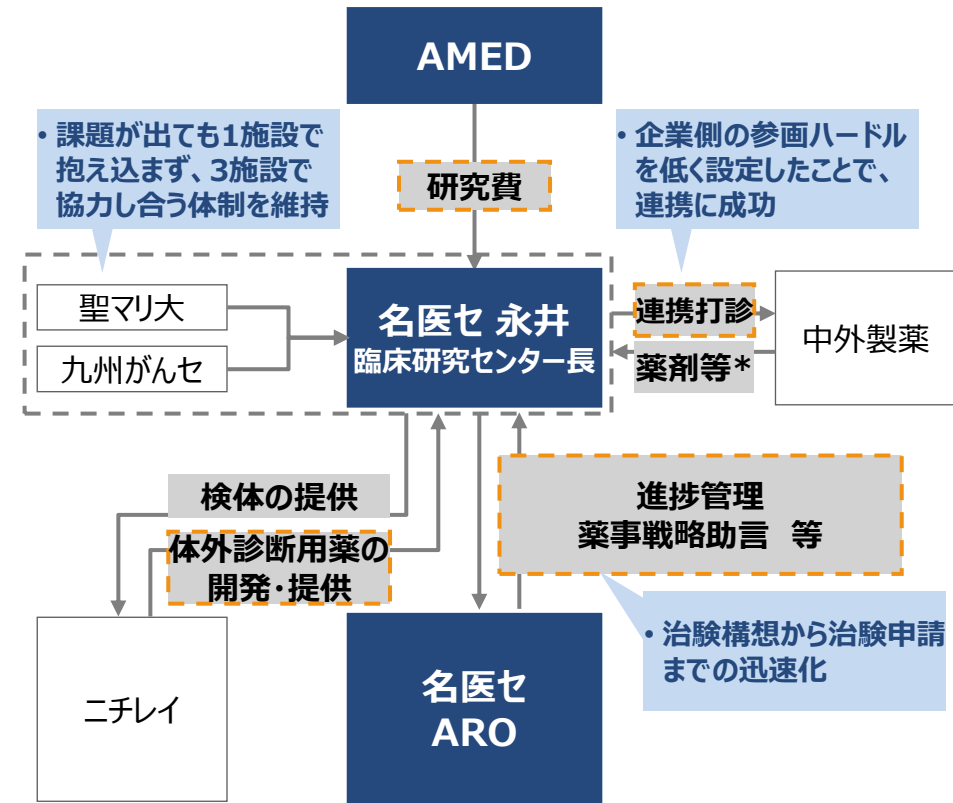 AMED
・課題が出ても1施設で
抱え込まず、3施設で
協力し合う体制を維持
研究費
・企業側の参画ハードル
を低く設定したことで、
連携に成功
聖マリ大
九州がんセ
名医セ 永井
臨床研究センター長
連携打診
薬剤等*
中外製薬
検体の提供
体外診断用薬の
開発・提供
進捗管理
薬事戦略助言 等
・治験構想から治験申請
までの迅速化
ニチレイ
名医セ
ARO